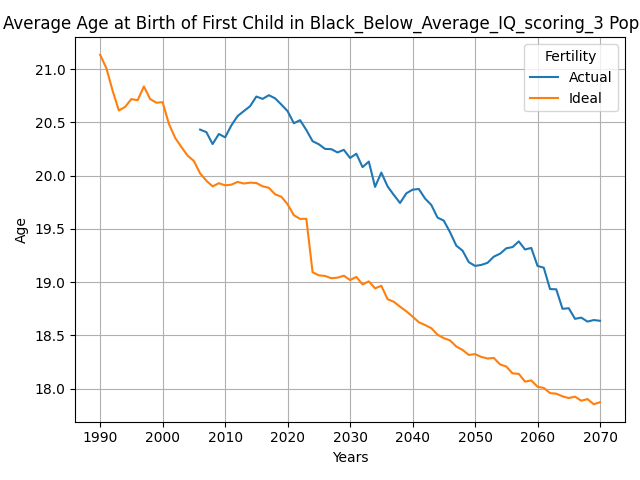 Average Age at Birth of First Child in Black_Below_Average_IQ_scoring_3 Pop
Fertility
Actual
Ideal
Age
21.0
20.5
20.0
19.5
19.0
18.5
18.0
1990 2000 2010 2020 2030 2040 2050 2060 2070
Years